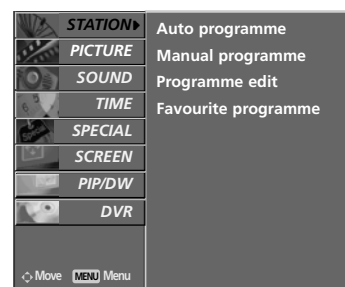 STATION
PICTURE
SOUND
TIME
SPECIAL
SCREEN
PIP/DW
DVR
Move MENU Menu
Auto programme
Manual programme
Programme edit
Favourite programme